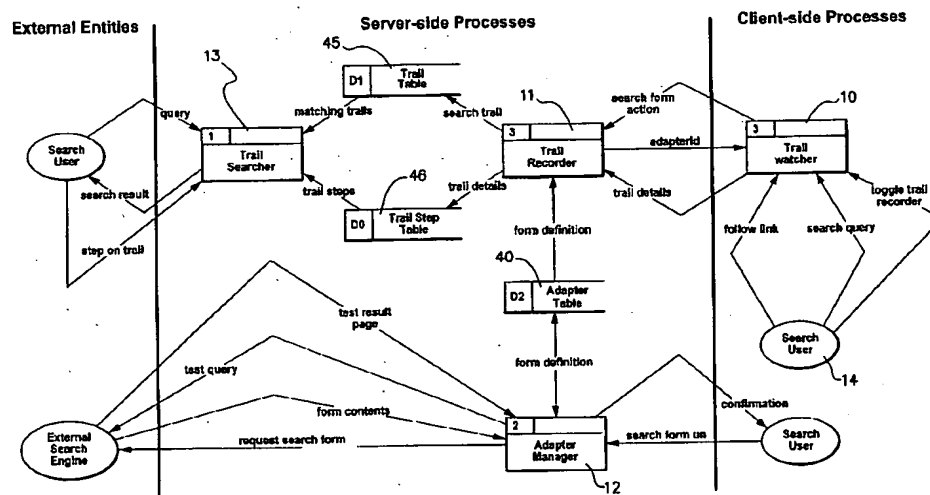 External Entities
Server-side Processes
Client-side Processes
45
13
D1
Trail
Table
11
10
query
matching trails
search trail
search form
action
1
3
3
Search
User
Trail
Searcher
Trail
Recorder
adapterId
Trail
watcher
search result
trail steps
46
trail details
trail details
toggle trail
recorder
D0
Trail Step
Table
step on trail
form definition
follow link
search query
40
D2
Adapter
Table
test result
page
Search
User
14
test query
form definition
form contents
confirmation
External
Search
Engine
request search form
2
Adapter
Manager
search form un
Search
User
12